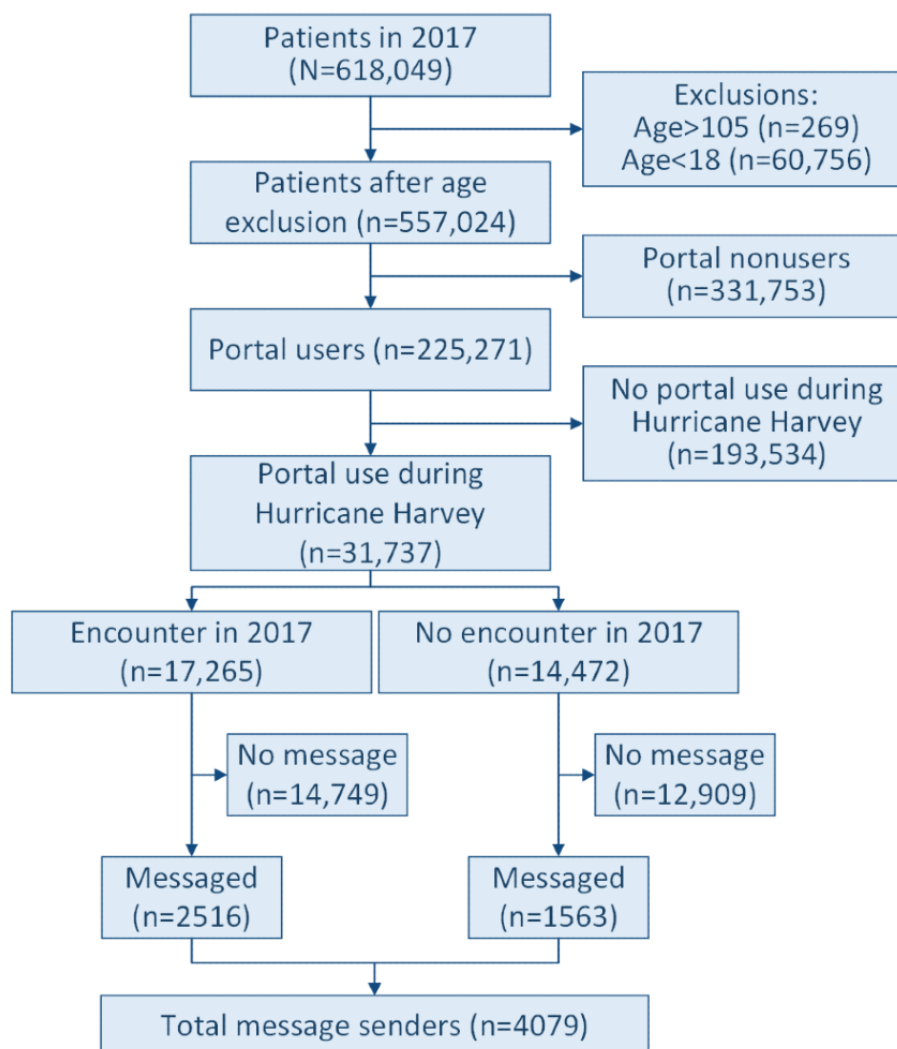 Patients in 2017
(N=618,049)
Exclusions:
Age>105 (n=269)
Age<18 (n=60,756)
Patients after age
exclusion (n=557,024)
Portal nonusers
(n=331,753)
Portal users (n=225,271)
No portal use during
Hurricane Harvey
(n=193,534)
Portal use during
Hurricane Harvey
(n=31,737)
Encounter in 2017
(n=17,265)
No encounter in 2017
(n=14,472)
No message
(n=14,749)
No message
(n=12,909)
Messaged
(n=2516)
Messaged
(n=1563)
Total message senders (n=4079)